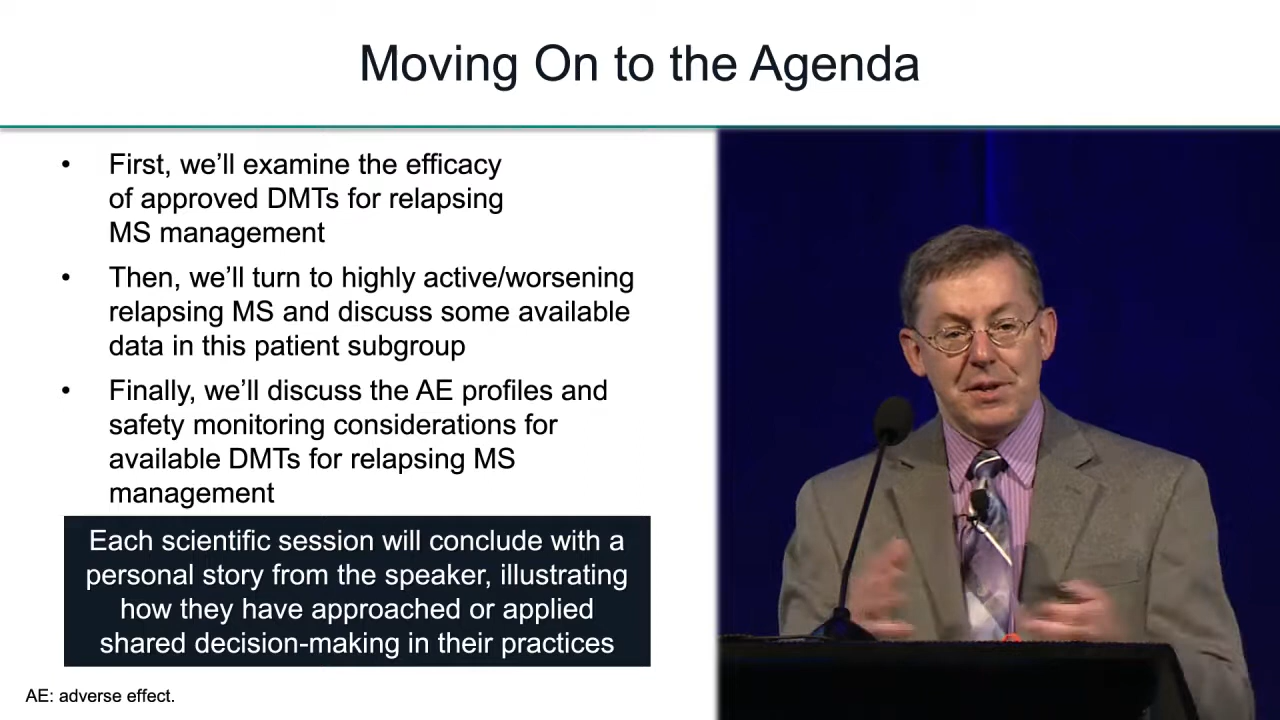 Moving On to the Agenda
• First, we’ll examine the efficacy
of approved DMTs for relapsing
MS management
• Then, we’ll turn to highly active/worsening
relapsing MS and discuss some available
data in this patient subgroup
• Finally, we’ll discuss the AE profiles and
safety monitoring considerations for
available DMTs for relapsing MS
management
Each scientific session will conclude with a
personal story from the speaker, illustrating
how they have approached or applied
shared decision-making in their practices
AE: adverse effect.